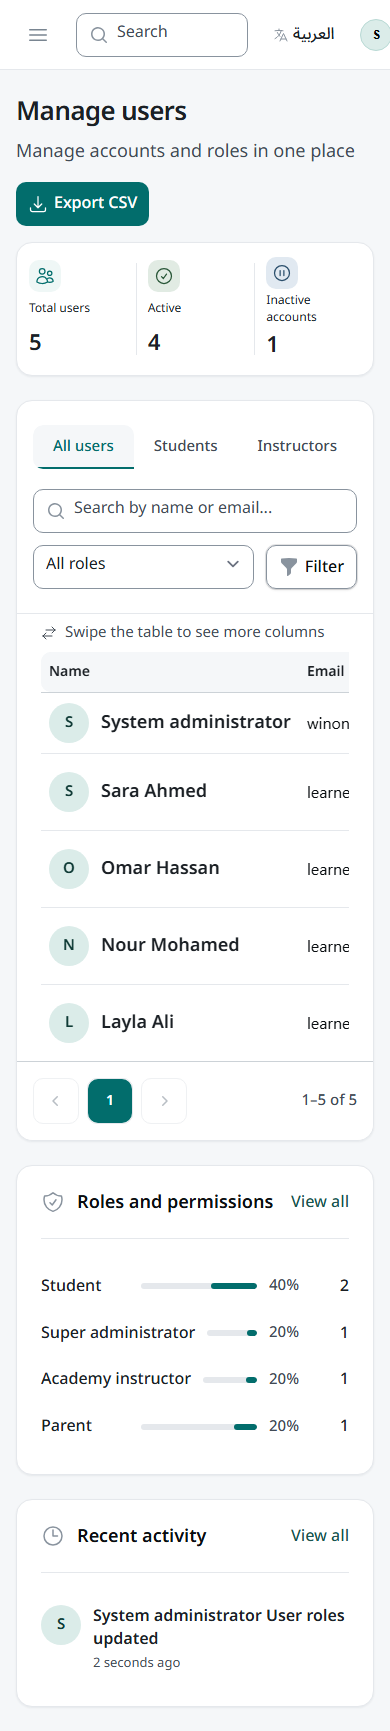 Search
العربية
S
Manage users
Manage accounts and roles in one place
Export CSV
Total users
5
Active
4
Inactive
accounts
1
All users
Students
Instructors
Search by name or email...
All roles
Filter
Swipe the table to see more columns
Name
Email
S
System administrator
winon
S
Sara Ahmed
learne
O
Omar Hassan
learne
N
Nour Mohamed
learne
L
Layla Ali
learne
1
1–5 of 5
Roles and permissions
View all
Student
40%
2
Super administrator
20%
1
Academy instructor
20%
1
Parent
20%
1
Recent activity
View all
S
System administrator User roles
updated
2 seconds ago